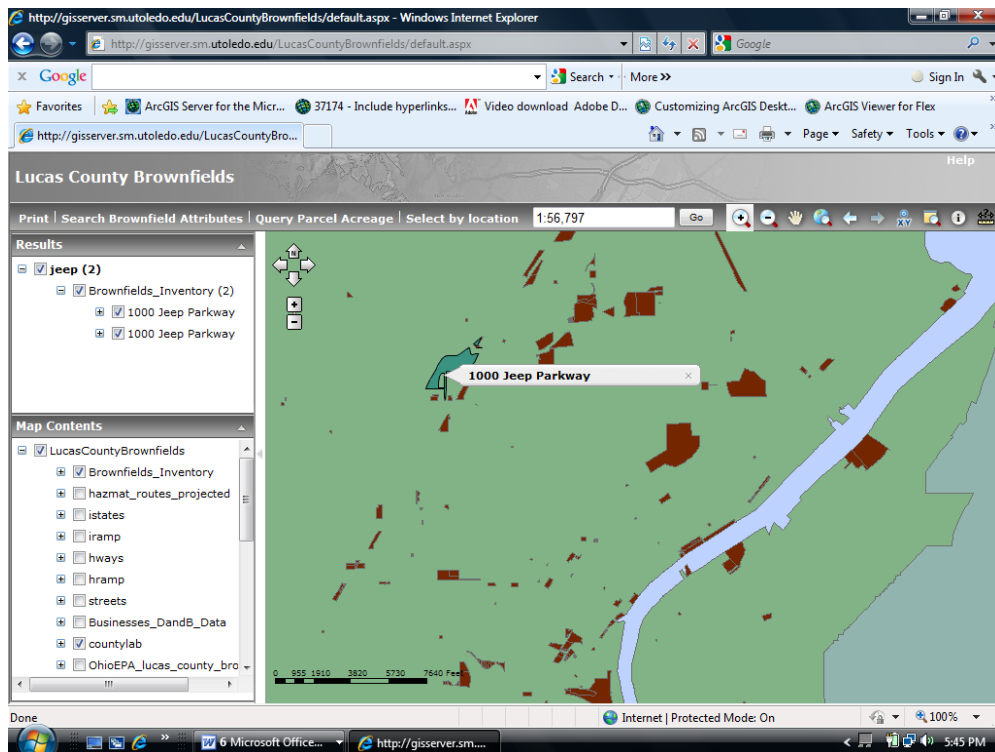 http://gisserver.sm.utoledo.edu/LucasCountyBrownfields/default.aspx - Windows Internet Explorer
http://gisserver.sm.utoledo.edu/LucasCountyBrownfields/default.aspx
Google
x Google
Search
More >>
Sign In
Favorites
ArcGIS Server for the Micr...
37174 - Include hyperlinks...
Video download Adobe D...
Customizing ArcGIS Deskt...
ArcGIS Viewer for Flex
http://gisserver.sm.utoledo.edu/LucasCountyBro...
Page
Safety
Tools
Help
Lucas County Brownfields
Print | Search Brownfield Attributes | Query Parcel Acreage | Select by location
1:56,797
Go
Results
jeep (2)
Brownfields_Inventory (2)
1000 Jeep Parkway
1000 Jeep Parkway
Map Contents
LucasCountyBrownfields
Brownfields_Inventory
hazmat_routes_projected
istates
iramp
hways
hramp
streets
Businesses_DandB_Data
countylab
OhioEPA_lucas_county_bro
N
1000 Jeep Parkway
0 955 1910 3820 5730 7640 Feet
Done
Internet | Protected Mode: On
100%
6 Microsoft Office...
http://gisserver.sm....
5:45 PM